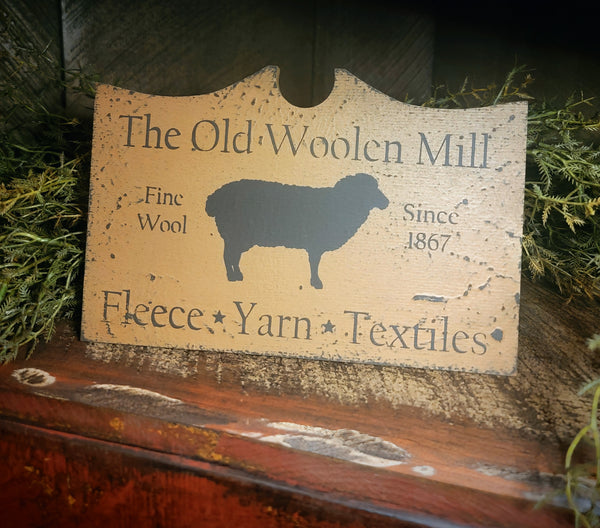 The Old Woolen Mill
Fine
Wool
Since
1867
Fleece ★ Yarn ★ Textiles